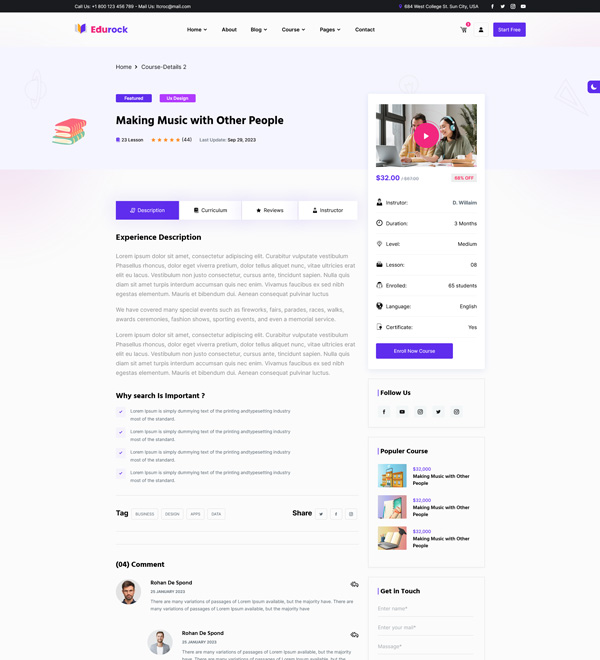 Call Us: +1 800 123 456 789 - Mail Us: Itcroc@mail.com
684 West College St. Sun City, USA
Edurock
Home
About
Blog
Course
Pages
Contact
Start Free
Home > Course-Details 2
Featured
Ux Design
Making Music with Other People
23 Lesson
(44)
Last Update: Sep 29, 2023
Description
Curriculum
Reviews
Instructor
Experience Description
Lorem ipsum dolor sit amet, consectetur adipiscing elit. Curabitur vulputate vestibulum
Phasellus rhoncus, dolor eget viverra pretium, dolor tellus aliquet nunc, vitae ultricies erat
elit eu lacus. Vestibulum non justo consectetur, cursus ante, tincidunt sapien. Nulla quis
diam sit amet turpis interdum accumsan quis nec enim. Vivamus faucibus ex sed nibh
egestas elementum. Mauris et bibendum dui. Aenean consequat pulvinar luctus
We have covered many special events such as fireworks, fairs, parades, races, walks,
awards ceremonies, fashion shows, sporting events, and even a memorial service.
Lorem ipsum dolor sit amet, consectetur adipiscing elit. Curabitur vulputate vestibulum
Phasellus rhoncus, dolor eget viverra pretium, dolor tellus aliquet nunc, vitae ultricies erat
elit eu lacus. Vestibulum non justo consectetur, cursus ante, tincidunt sapien. Nulla quis
diam sit amet turpis interdum accumsan quis nec enim. Vivamus faucibus ex sed nibh
egestas elementum. Mauris et bibendum dui. Aenean consequat pulvinar luctus.
Why search Is Important ?
Lorem Ipsum is simply dummying text of the printing andtypesetting industry
most of the standard.
Lorem Ipsum is simply dummying text of the printing andtypesetting industry
most of the standard.
Lorem Ipsum is simply dummying text of the printing andtypesetting industry
most of the standard.
Lorem Ipsum is simply dummying text of the printing andtypesetting industry
most of the standard.
Tag
BUSINESS
DESIGN
APPS
DATA
Share
(04) Comment
Rohan De Spond
25 JANUARY 2023
There are many variations of passages of Lorem Ipsum available, but the majority have. There are
many variations of passages of Lorem Ipsum available, but the majority have
Rohan De Spond
25 JANUARY 2023
There are many variations of passages of Lorem Ipsum available, but the majority
have. There are many variations of passages of Lorem Ipsum available, but the
$32.00
/ $67.00
68% OFF
Instrutor:
D. Willaim
Duration:
3 Months
Level:
Medium
Lesson:
08
Enrolled:
65 students
Language:
English
Certificate:
Yes
Enroll Now Course
Follow Us
Populer Course
$32,000
Making Music with Other
People
$32,000
Making Music with Other
People
$32,000
Making Music with Other
People
Get in Touch
Enter name*
Enter your mail*
Message*